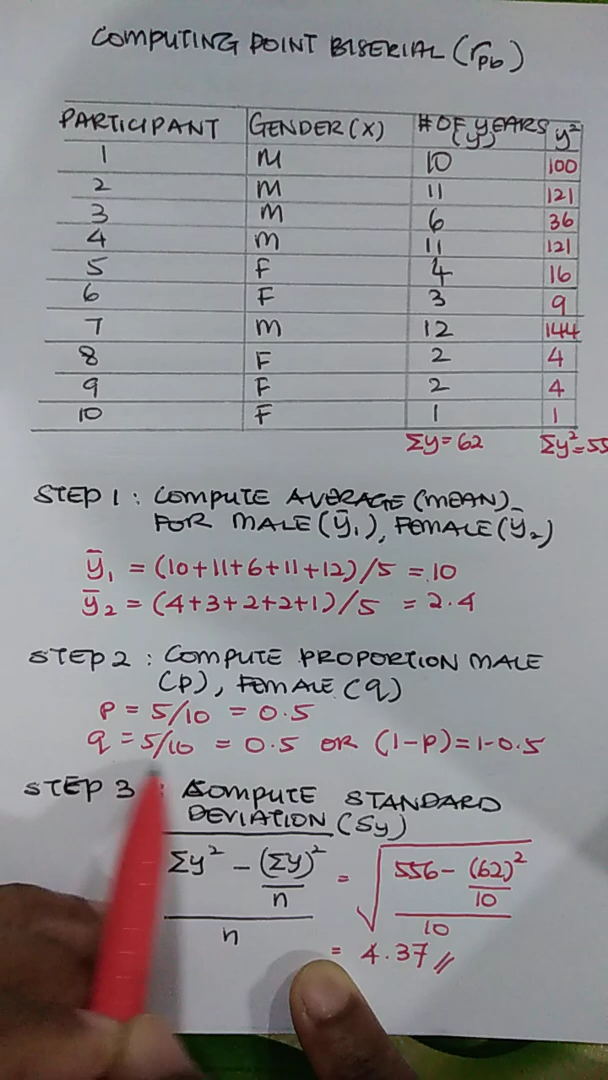 COMPUTING POINT BISERIAL (rpb)
PARTICIPANT GENDER (X) # OF YEARS (y) y²
1 M 10 100
2 M 11 121
3 M 6 36
4 M 11 121
5 F 4 16
6 F 3 9
7 M 12 144
8 F 2 4
9 F 2 4
10 F 1 1
Σy = 62 Σy²=55
STEP 1 : COMPUTE AVERAGE (MEAN)
FOR MALE (ȳ₁), FEMALE (ȳ₂)
ȳ₁ = (10+11+6+11+12)/5 = 10
ȳ₂ = (4+3+2+2+1)/5 = 2.4
STEP 2 : COMPUTE PROPORTION MALE
(P), FEMALE (q)
P = 5/10 = 0.5
q = 5/10 = 0.5 OR (1-P)=1-0.5
STEP 3 COMPUTE STANDARD
DEVIATION (Sy)
Σy² - (Σy)²/n / n = √(556 - (62)²/10 / 10)
= 4.37 //